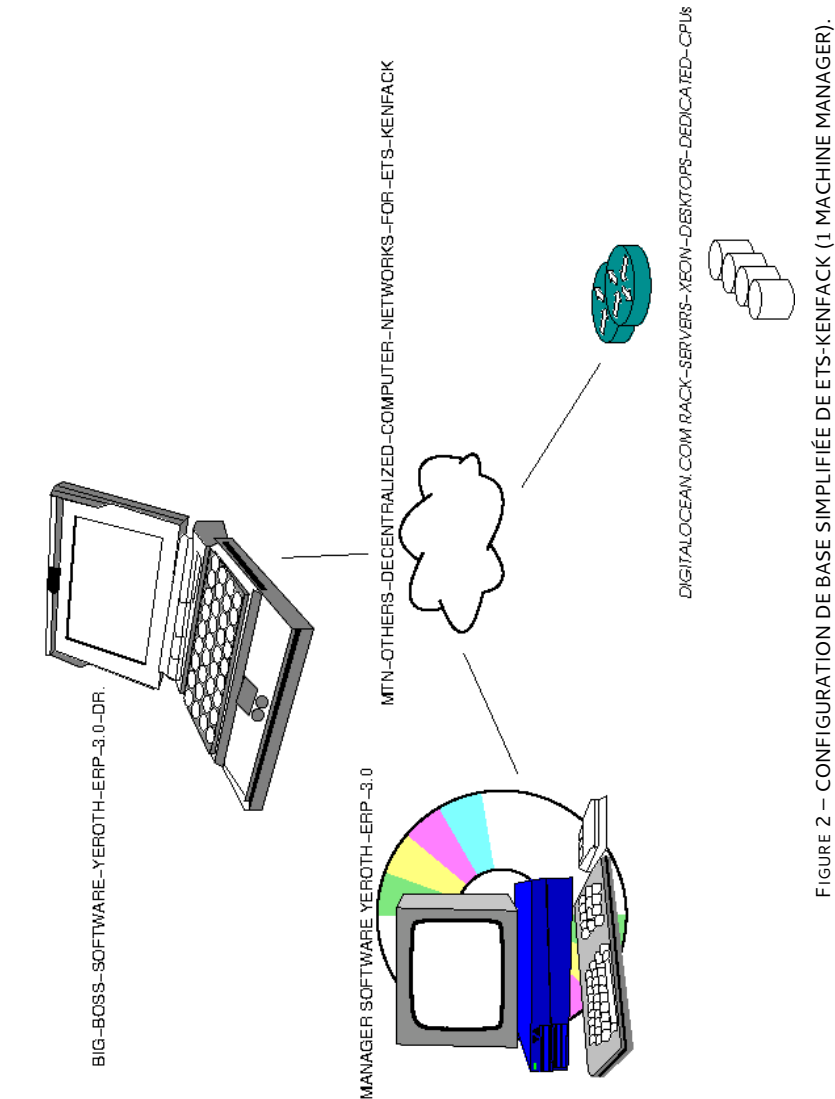 BIG-BOSS-SOFTWARE-YEROTH-ERP-3.0-DR.
MTN-OTHERS-DECENTRALIZED-COMPUTER-NETWORKS-FOR-ETS-KENFACK
MANAGER SOFTWARE YEROTH-ERP-3.0
DIGITALOCEAN.COM RACK-SERVERS-XEON-DESKTOPS-DEDICATED-CPUs
FIGURE 2 – CONFIGURATION DE BASE SIMPLIFIÉE DE ETS-KENFACK (1 MACHINE MANAGER).